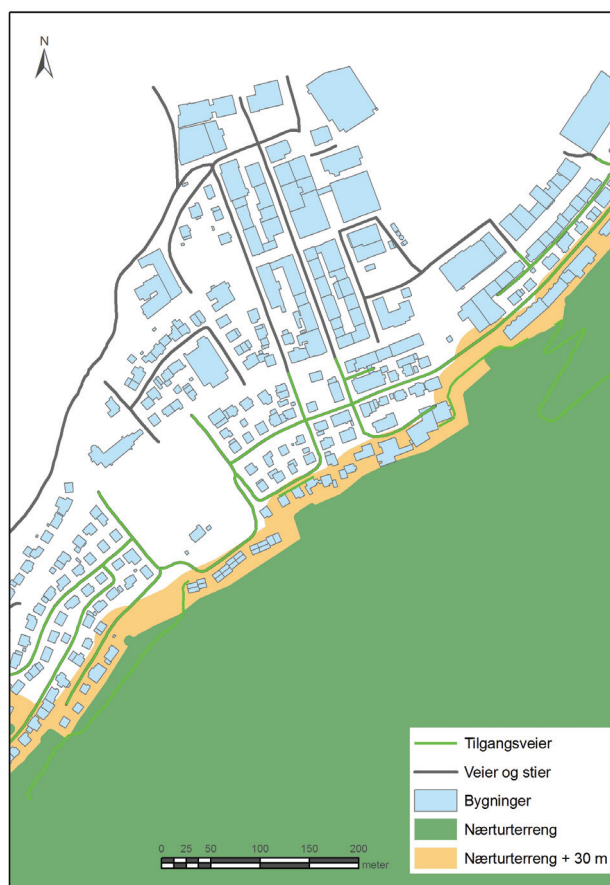 N
Tilgangsveier
Veier og stier
Bygninger
Nærturterreng
Nærturterreng + 30 m
0 25 50 100 150 200
meter